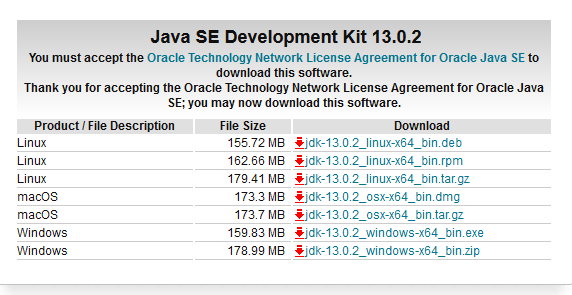 Java SE Development Kit 13.0.2
You must accept the Oracle Technology Network License Agreement for Oracle Java SE to
download this software.
Thank you for accepting the Oracle Technology Network License Agreement for Oracle Java
SE; you may now download this software.
Product / File Description File Size Download
Linux 155.72 MB jdk-13.0.2_linux-x64_bin.deb
Linux 162.66 MB jdk-13.0.2_linux-x64_bin.rpm
Linux 179.41 MB jdk-13.0.2_linux-x64_bin.tar.gz
macOS 173.3 MB jdk-13.0.2_osx-x64_bin.dmg
macOS 173.7 MB jdk-13.0.2_osx-x64_bin.tar.gz
Windows 159.83 MB jdk-13.0.2_windows-x64_bin.exe
Windows 178.99 MB jdk-13.0.2_windows-x64_bin.zip